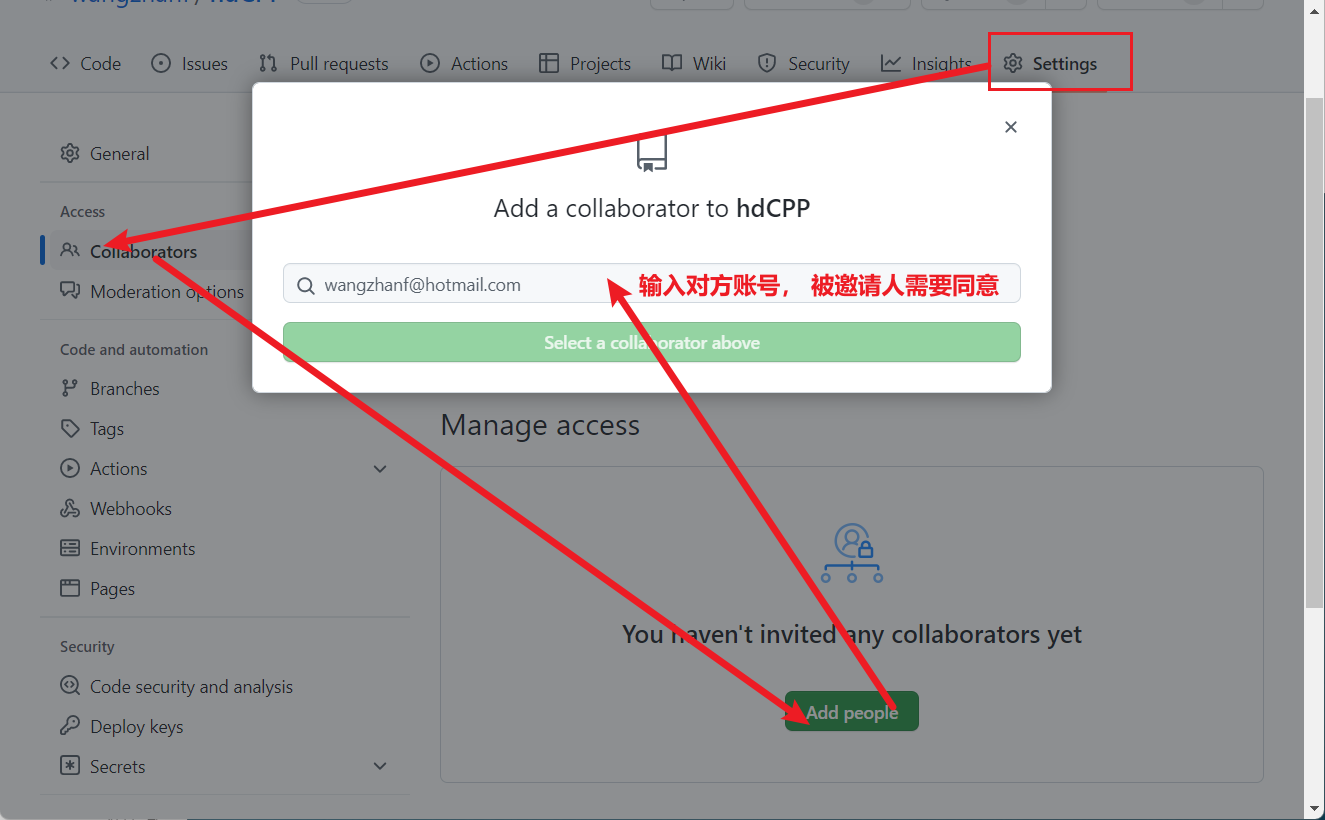 Code Issues Pull requests Actions Projects Wiki Security Insights Settings
General
Access
Collaborators
Moderation options
Code and automation
Branches
Tags
Actions
Webhooks
Environments
Pages
Security
Code security and analysis
Deploy keys
Secrets
Add a collaborator to hdCPP
wangzhanf@hotmail.com 输入对方账号， 被邀请人需要同意
Select a collaborator above
Manage access
You haven't invited any collaborators yet
Add people